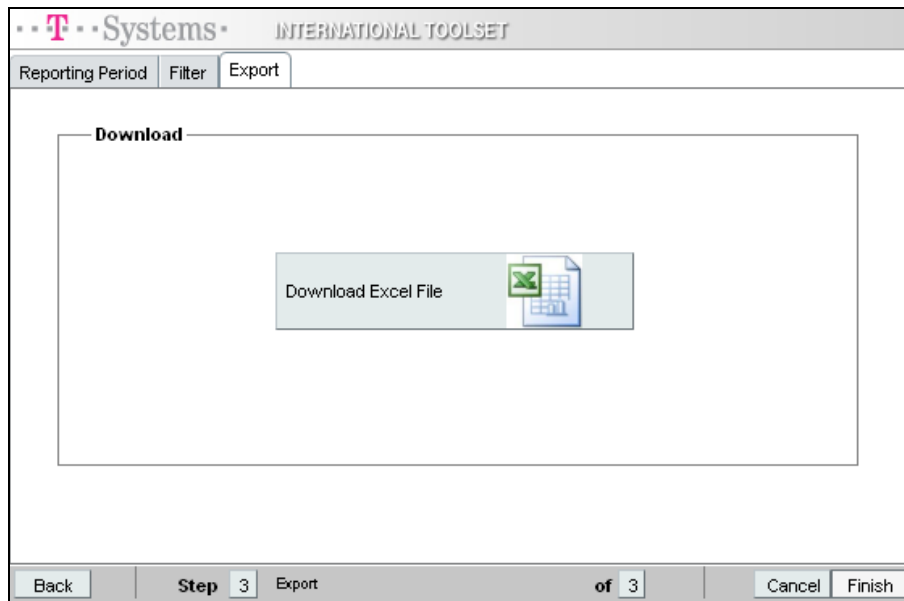 · · T · · Systems · INTERNATIONAL TOOLSET
Reporting Period Filter Export
Download
Download Excel File
Back Step 3 Export of 3 Cancel Finish